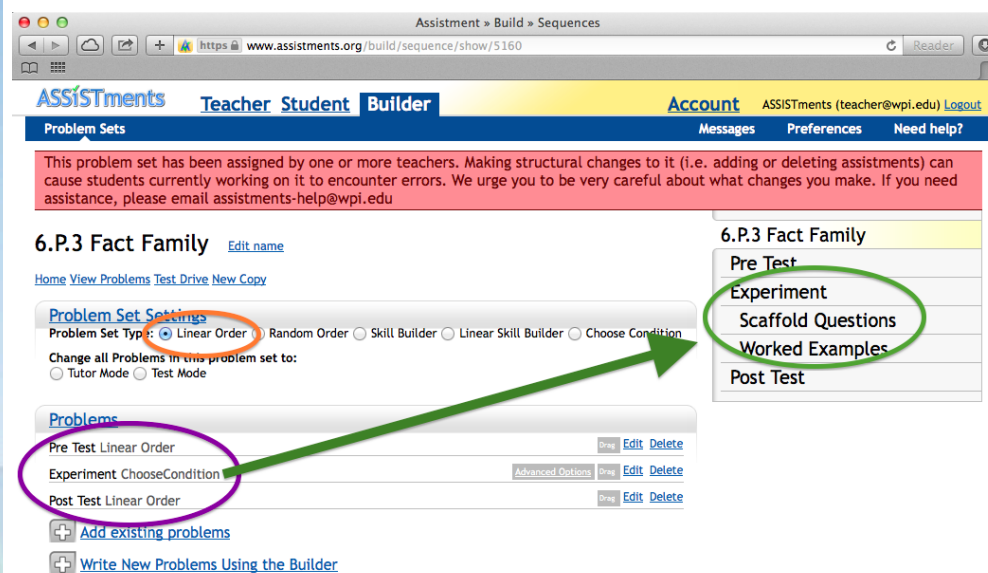 Assistment » Build » Sequences
https www.assistments.org/build/sequence/show/5160
Reader
ASSiSTments Teacher Student Builder Account ASSISTments (teacher@wpi.edu) Logout
Problem Sets Messages Preferences Need help?
This problem set has been assigned by one or more teachers. Making structural changes to it (i.e. adding or deleting assistments) can
cause students currently working on it to encounter errors. We urge you to be very careful about what changes you make. If you need
assistance, please email assistments-help@wpi.edu
6.P.3 Fact Family Edit name
Home View Problems Test Drive New Copy
Problem Set Settings
Problem Set Type: Linear Order Random Order Skill Builder Linear Skill Builder Choose Condition
Change all Problems in this problem set to:
Tutor Mode Test Mode
Problems
Pre Test Linear Order Drag Edit Delete
Experiment ChooseCondition Advanced Options Drag Edit Delete
Post Test Linear Order Drag Edit Delete
Add existing problems
Write New Problems Using the Builder
6.P.3 Fact Family
Pre Test
Experiment
Scaffold Questions
Worked Examples
Post Test